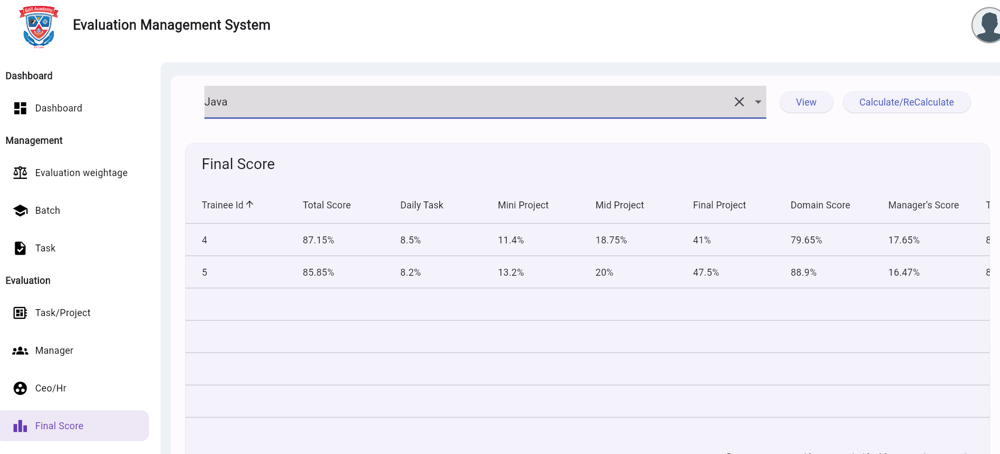 BJIT Academy
Evaluation Management System
Dashboard
Dashboard
Management
Evaluation weightage
Batch
Task
Evaluation
Task/Project
Manager
Ceo/Hr
Final Score
Java
View
Calculate/ReCalculate
Final Score
Trainee Id Total Score Daily Task Mini Project Mid Project Final Project Domain Score Manager's Score T
4 87.15% 8.5% 11.4% 18.75% 41% 79.65% 17.65% 8
5 85.85% 8.2% 13.2% 20% 47.5% 88.9% 16.47% 8